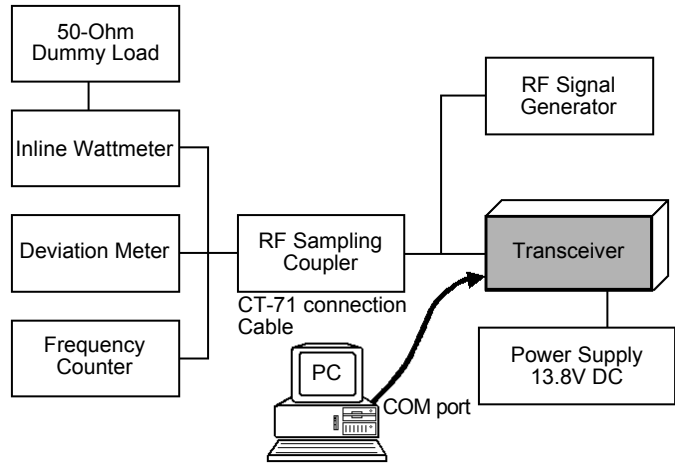 50-Ohm
Dummy Load
RF Signal
Generator
Inline Wattmeter
Deviation Meter
RF Sampling
Coupler
Transceiver
CT-71 connection
Cable
Frequency
Counter
PC
COM port
Power Supply
13.8V DC